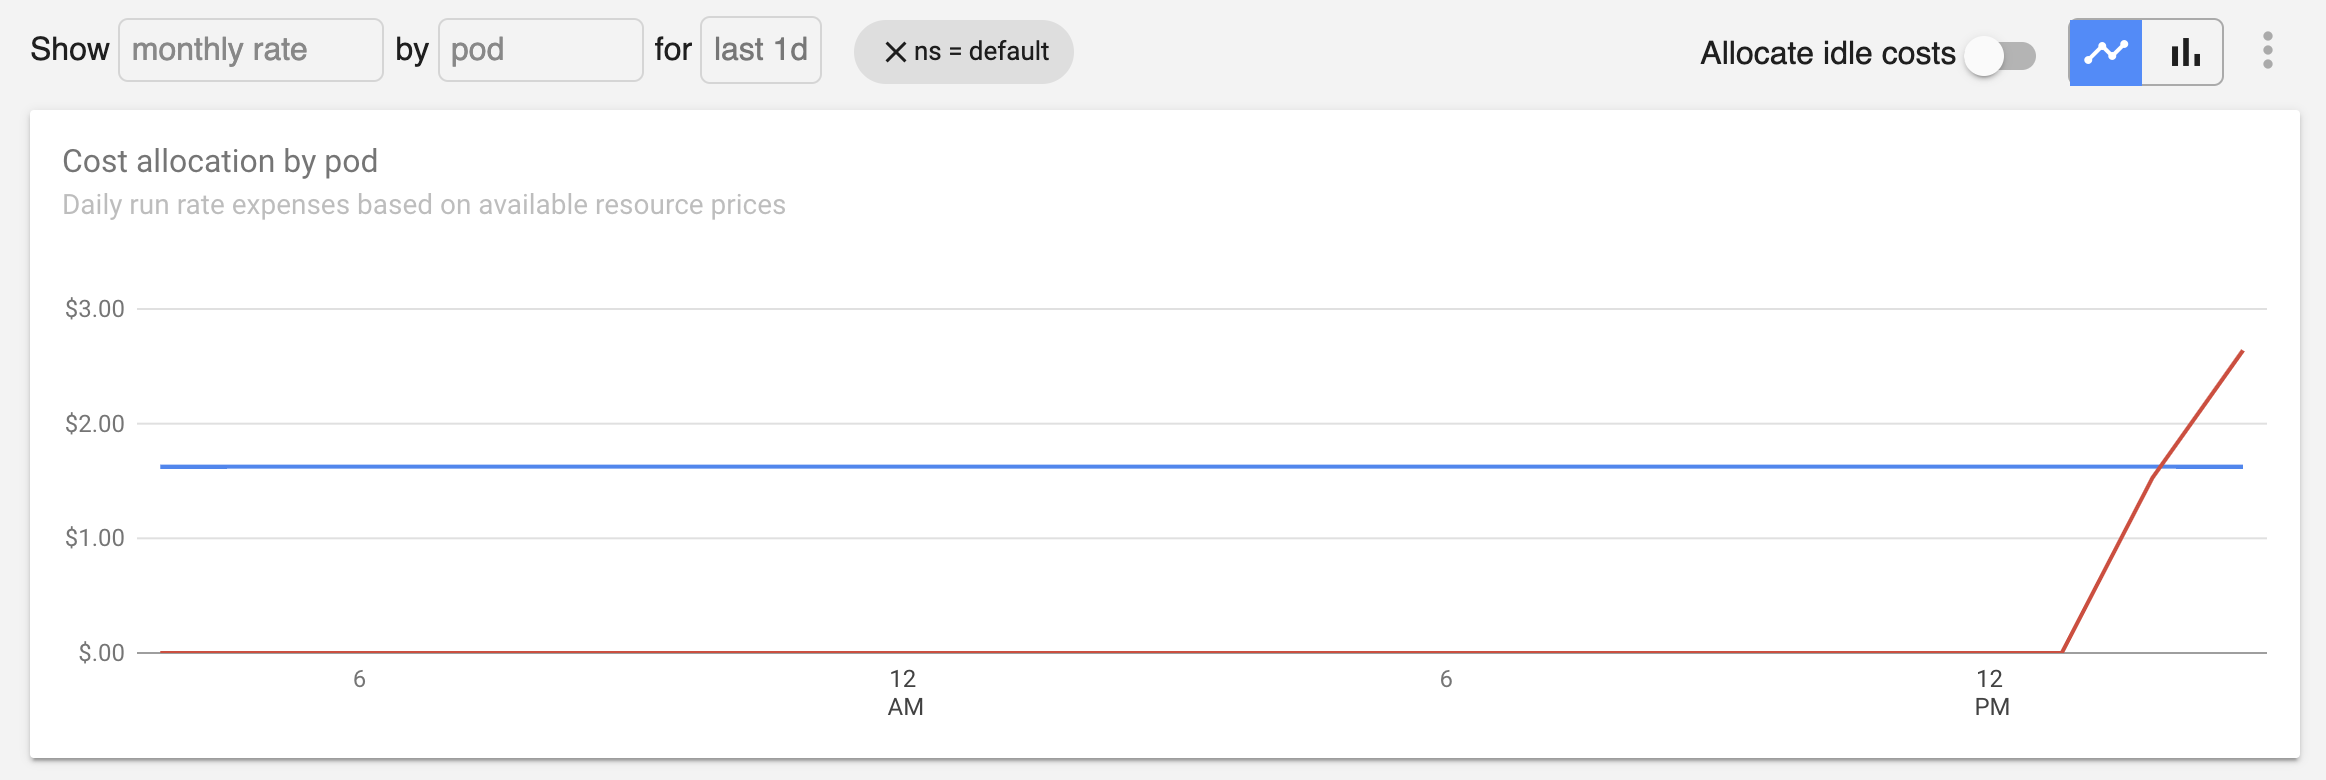 Show monthly rate by pod for last 1d ns = default Allocate idle costs
Cost allocation by pod
Daily run rate expenses based on available resource prices
$3.00
$2.00
$1.00
$.00
6
12
AM
6
12
PM